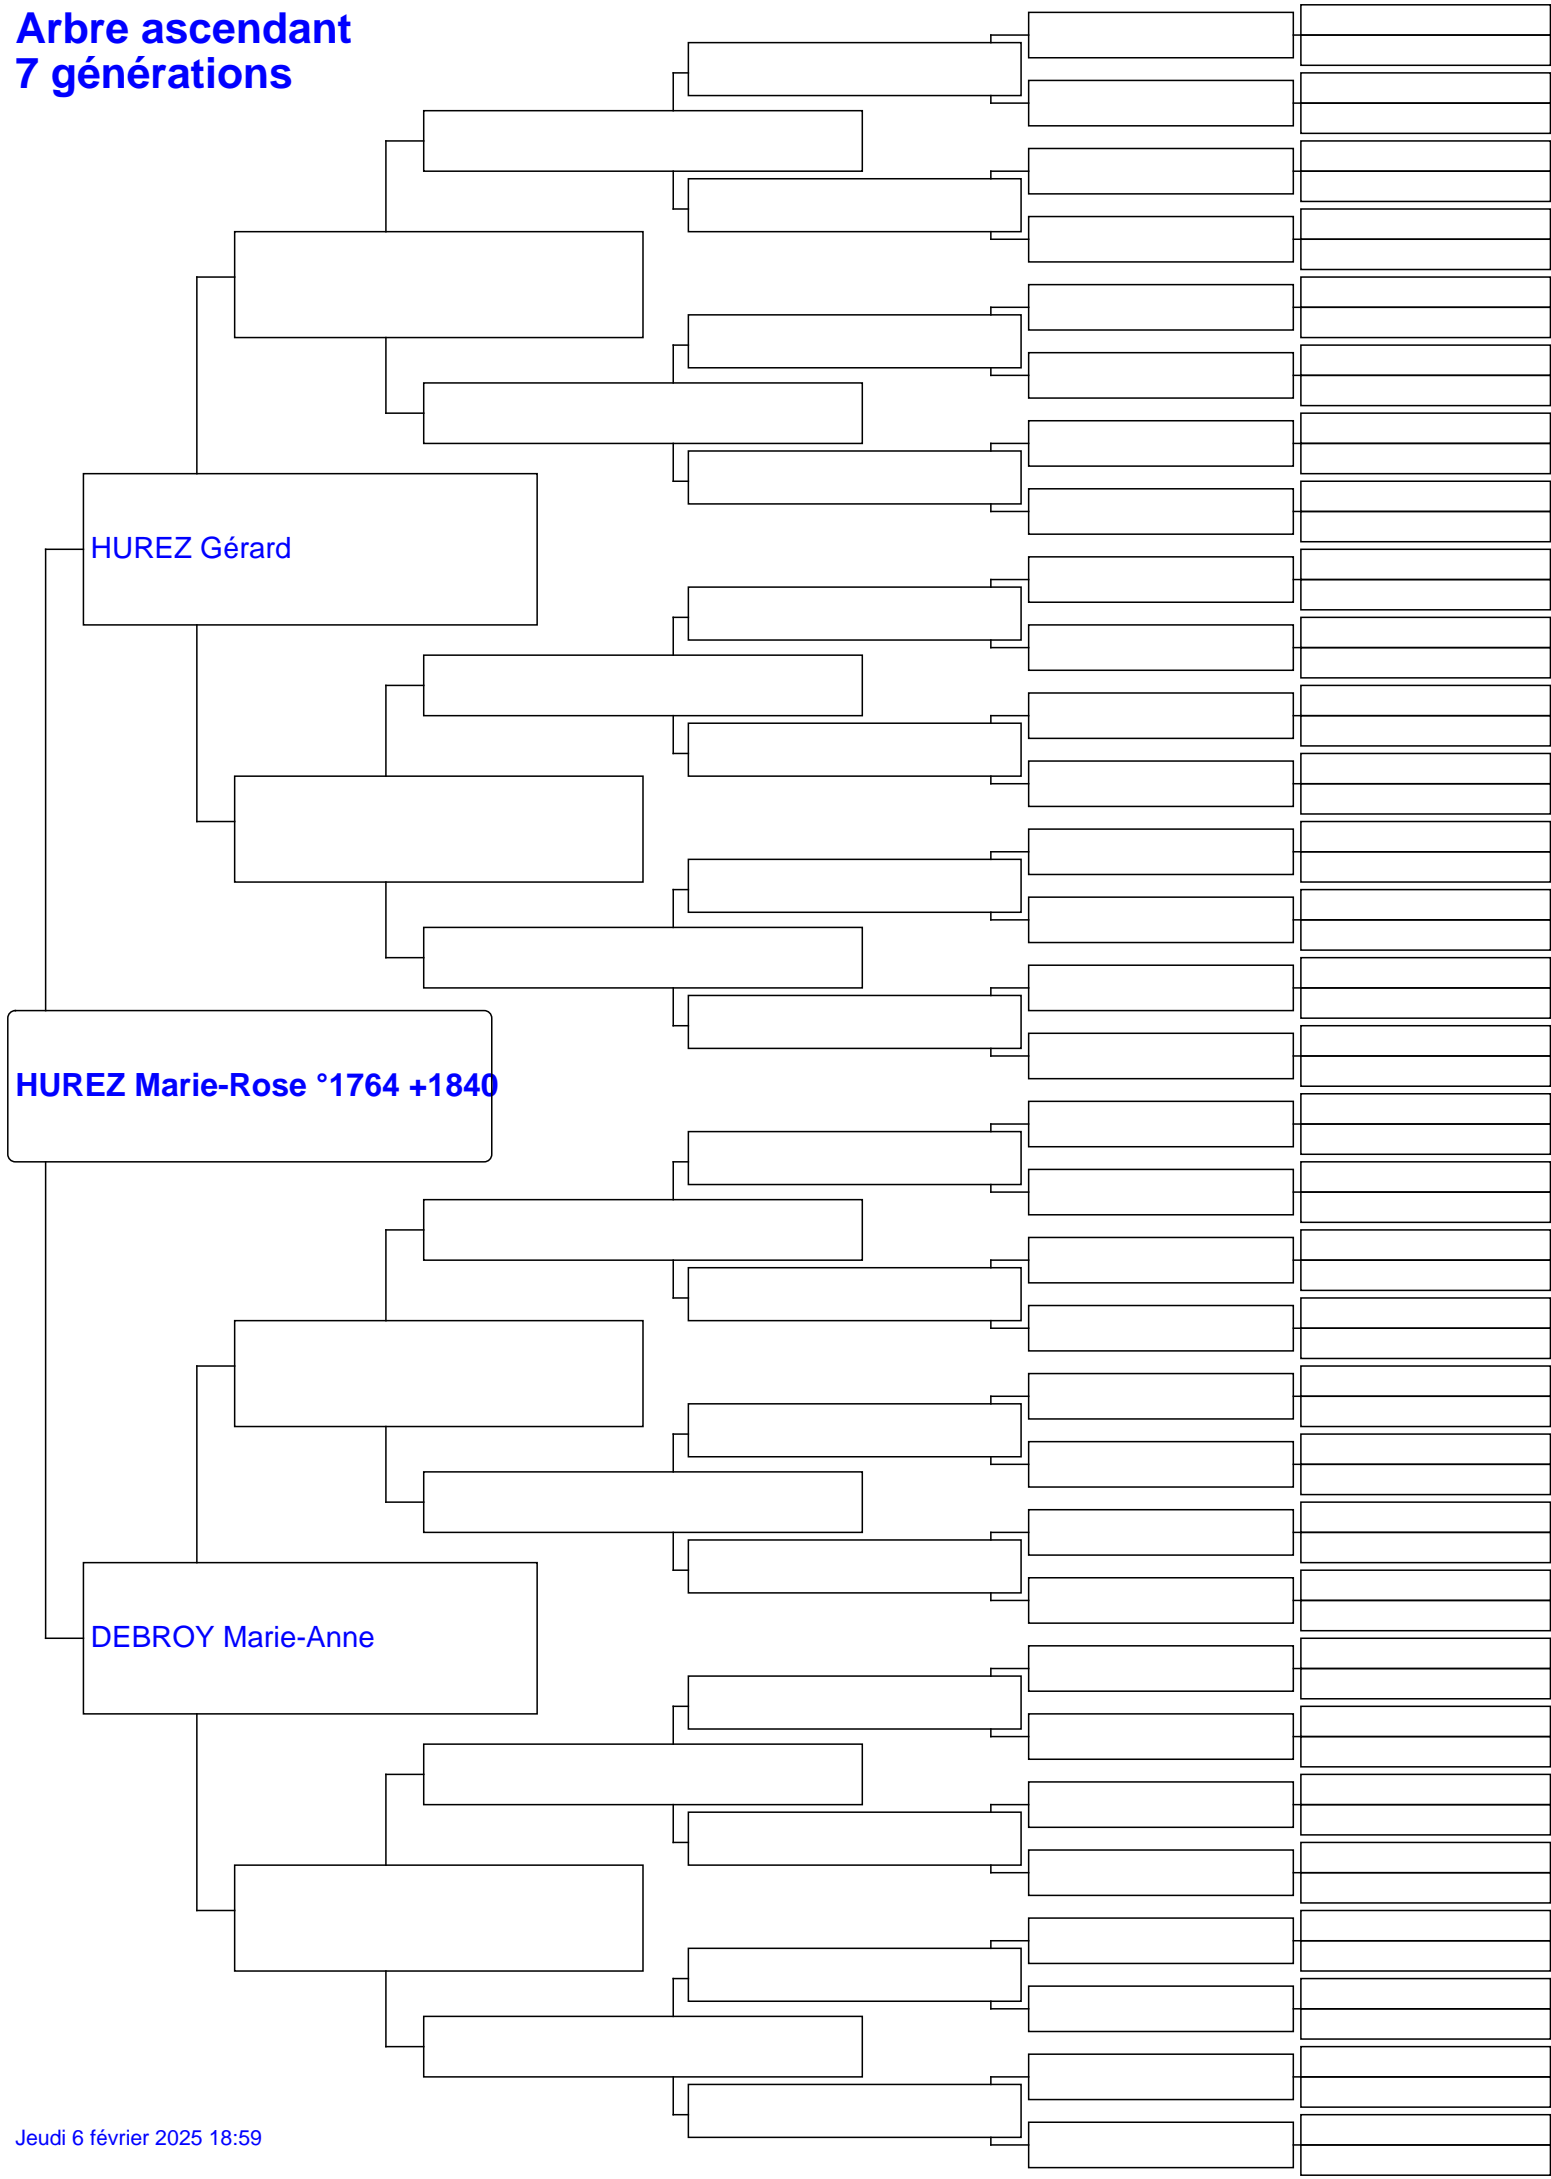 Arbre ascendant
7 générations
HUREZ Gérard
HUREZ Marie-Rose °1764 +1840
DEBROY Marie-Anne
Jeudi 6 février 2025 18:59